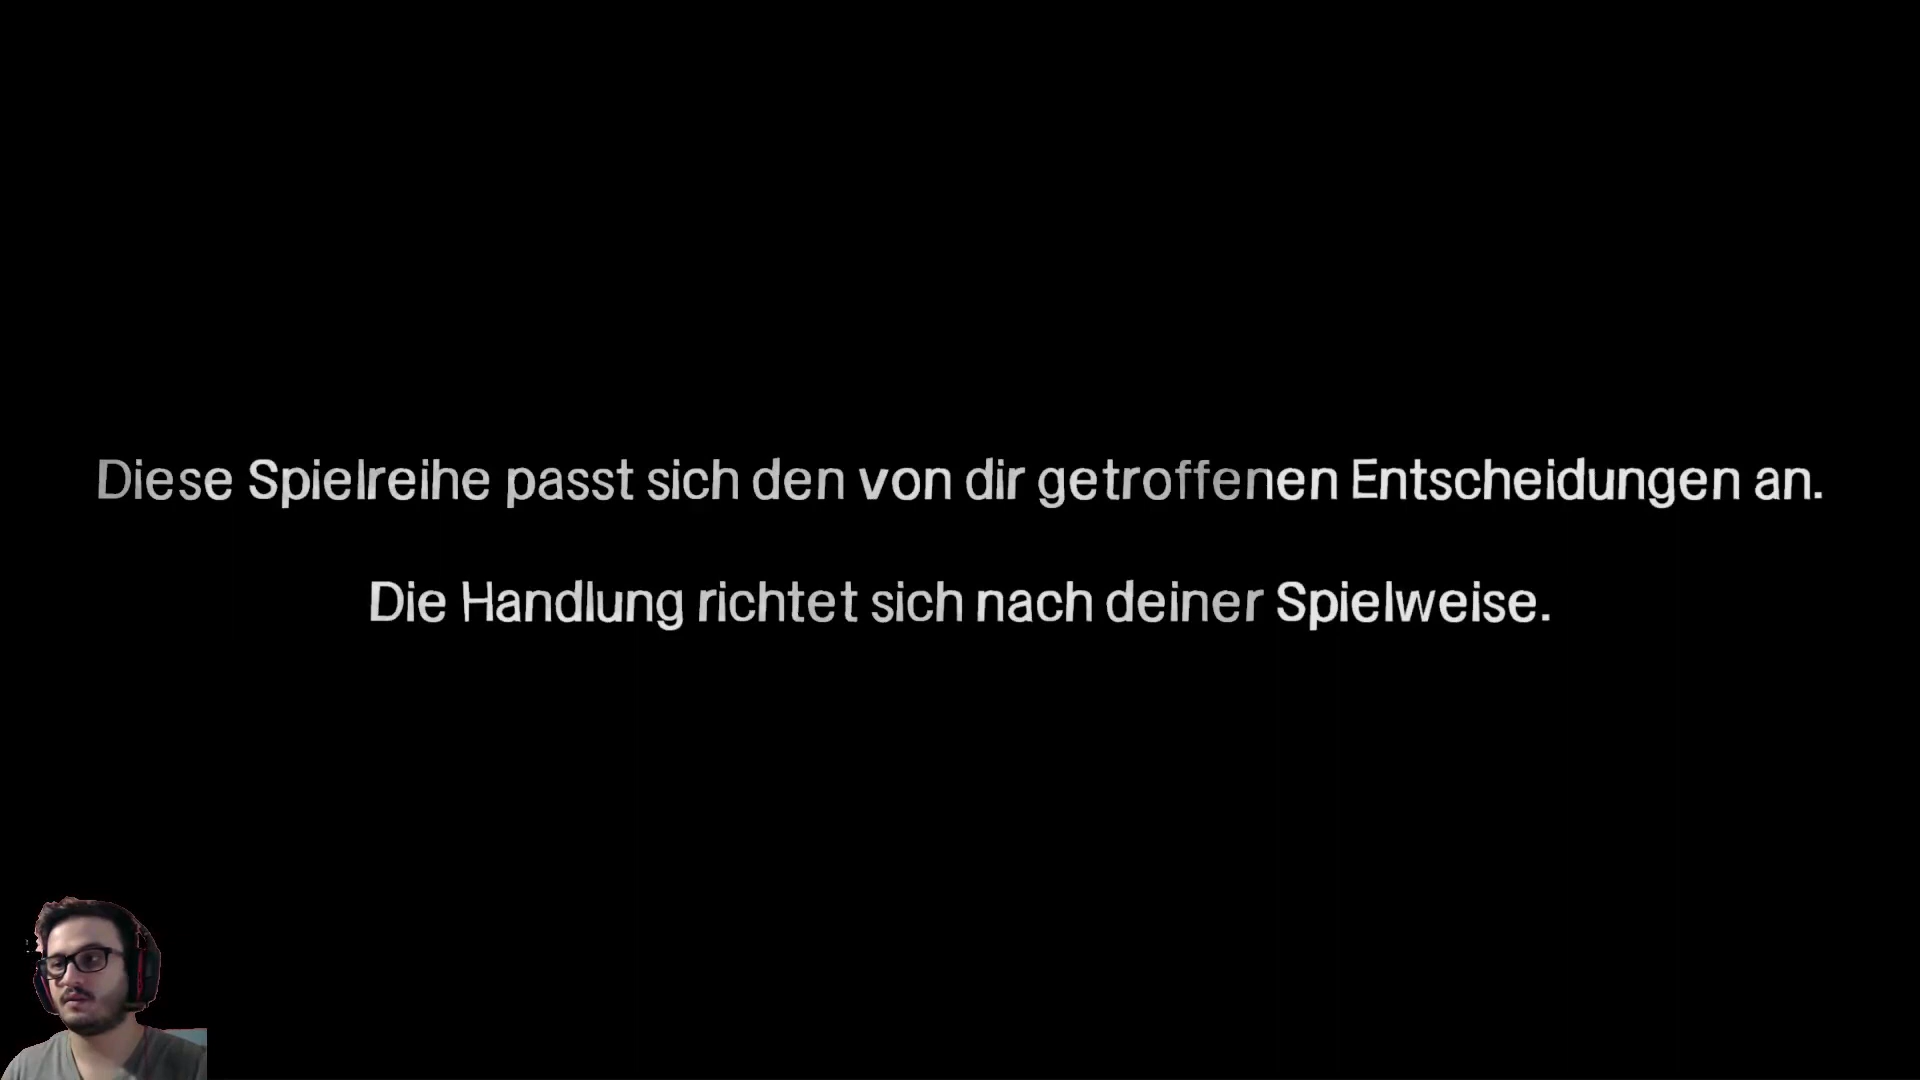 Diese Spielreihe passt sich den von dir getroffenen Entscheidungen an.
Die Handlung richtet sich nach deiner Spielweise.